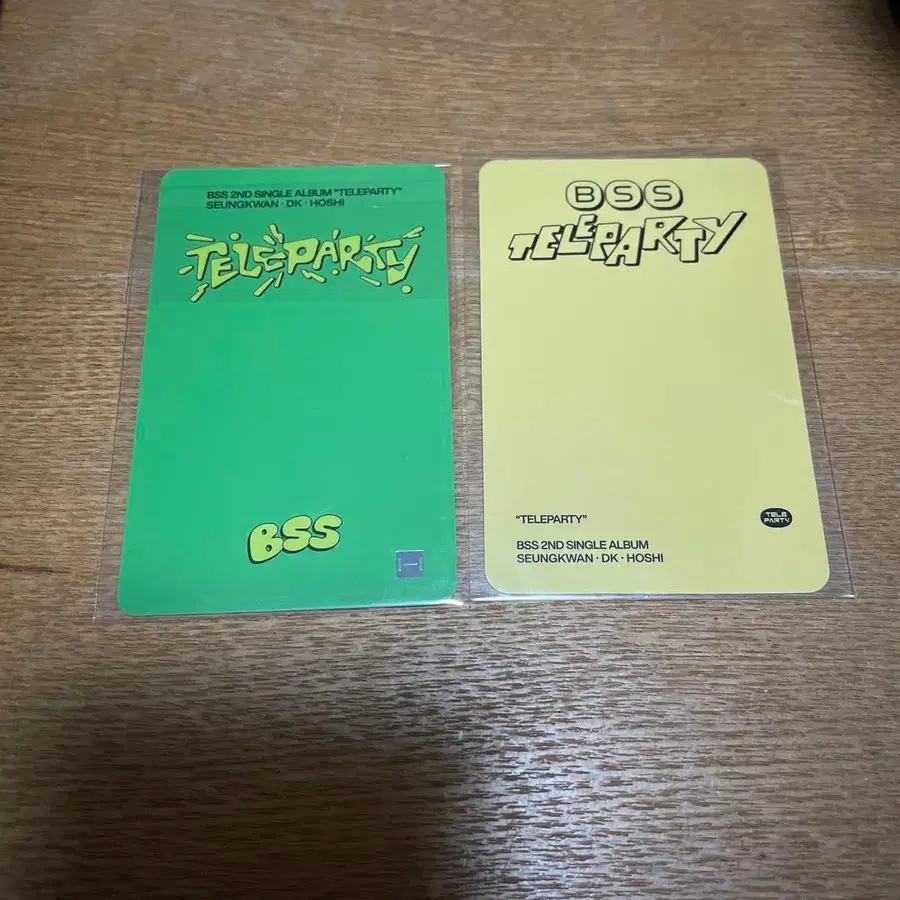 BSS 2ND SINGLE ALBUM "TELEPARTY"
SEUNGKWAN · DK · HOSHI
TELEPARTY
BSS
BSS
TELEPARTY
"TELEPARTY"
TELE
PARTY
BSS 2ND SINGLE ALBUM
SEUNGKWAN · DK · HOSHI